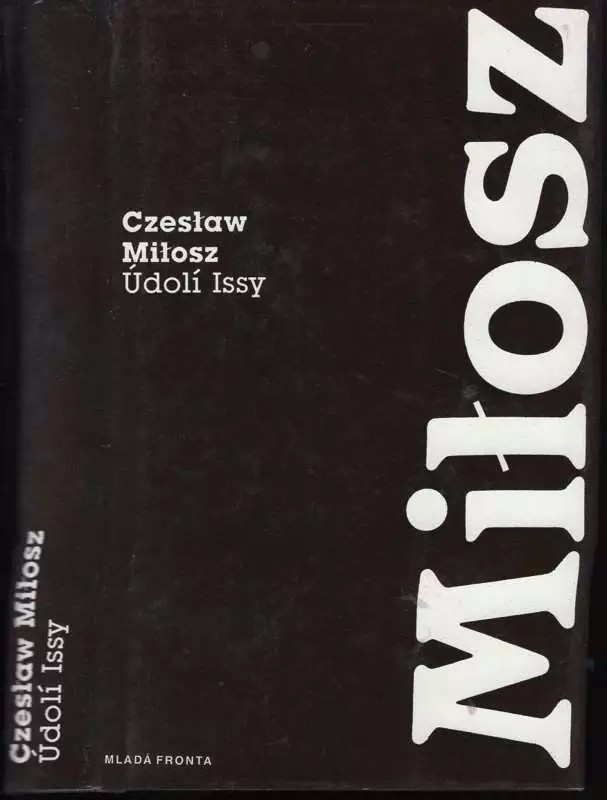 Czesław
Miłosz
Údolí Issy
Miłosz
Czesław Miłosz
Údolí Issy
MLADÁ FRONTA